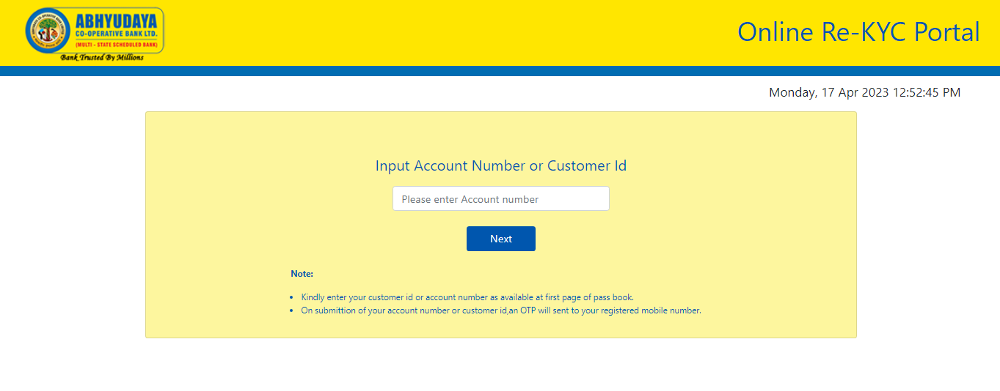 ABHYUDAYA
CO-OPERATIVE BANK LTD.
(MULTI - STATE SCHEDULED BANK)
Bank Trusted By Millions
Online Re-KYC Portal
Monday, 17 Apr 2023 12:52:45 PM
Input Account Number or Customer Id
Please enter Account number
Next
Note:
• Kindly enter your customer id or account number as available at first page of pass book.
• On submittion of your account number or customer id,an OTP will sent to your registered mobile number.